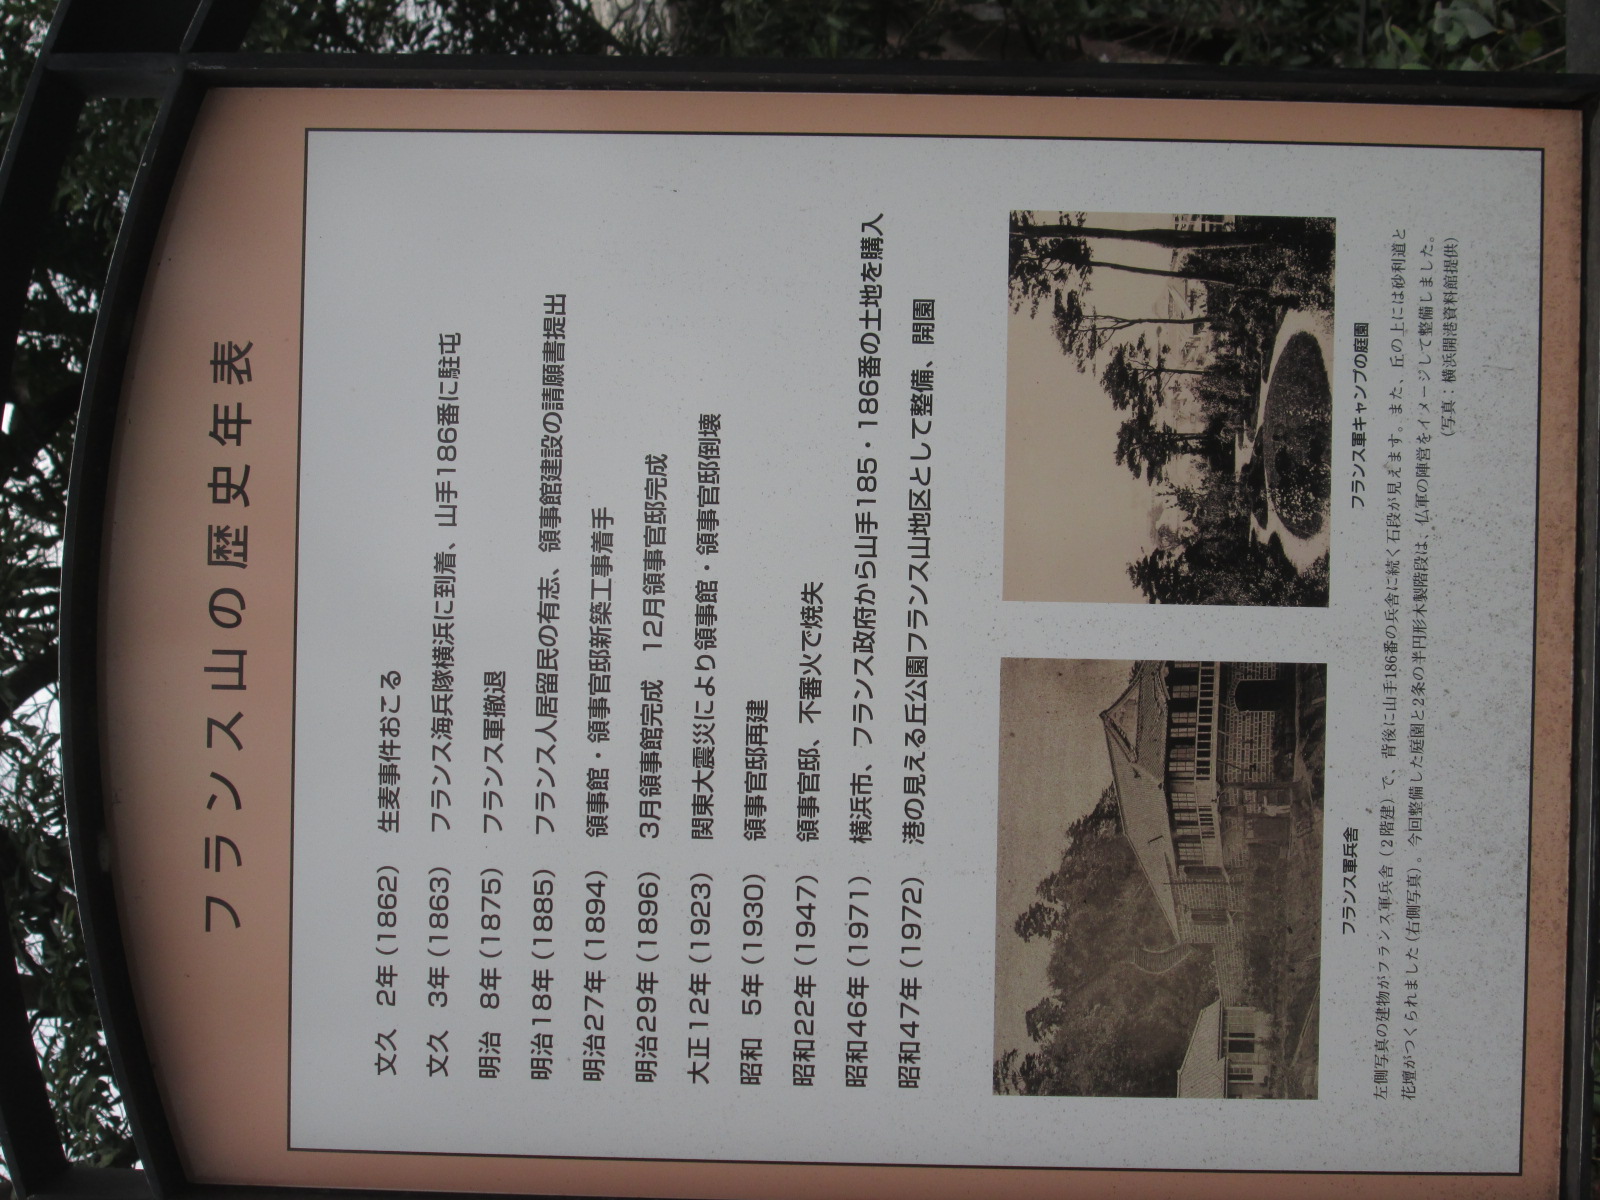 フランス山の歴史年表
文久　2年（1862）　生麦事件おこる
文久　3年（1863）　フランス海兵隊横浜に到着、山手186番に駐屯
明治　8年（1875）　フランス軍撤退
明治18年（1885）　フランス人居留民の有志、領事館建設の請願書提出
明治27年（1894）　領事館・領事官邸新築工事着手
明治29年（1896）　3月領事館完成　12月領事官邸完成
大正12年（1923）　関東大震災により領事館・領事官邸倒壊
昭和　5年（1930）　領事官邸再建
昭和22年（1947）　領事官邸、不審火で焼失
昭和46年（1971）　横浜市、フランス政府から山手185・186番の土地を購入
昭和47年（1972）　港の見える丘公園フランス山地区として整備、開園
フランス軍兵舎
フランス軍キャンプの庭園
左側写真の建物がフランス軍兵舎（2階建）で、背後に山手186番の兵舎に続く石段が見えます。また、丘の上には砂利道と
花壇がつくられました（右側写真）。今回整備した庭園と2条の半円形木製階段は、仏軍の陣営をイメージして整備しました。
（写真：横浜開港資料館提供）